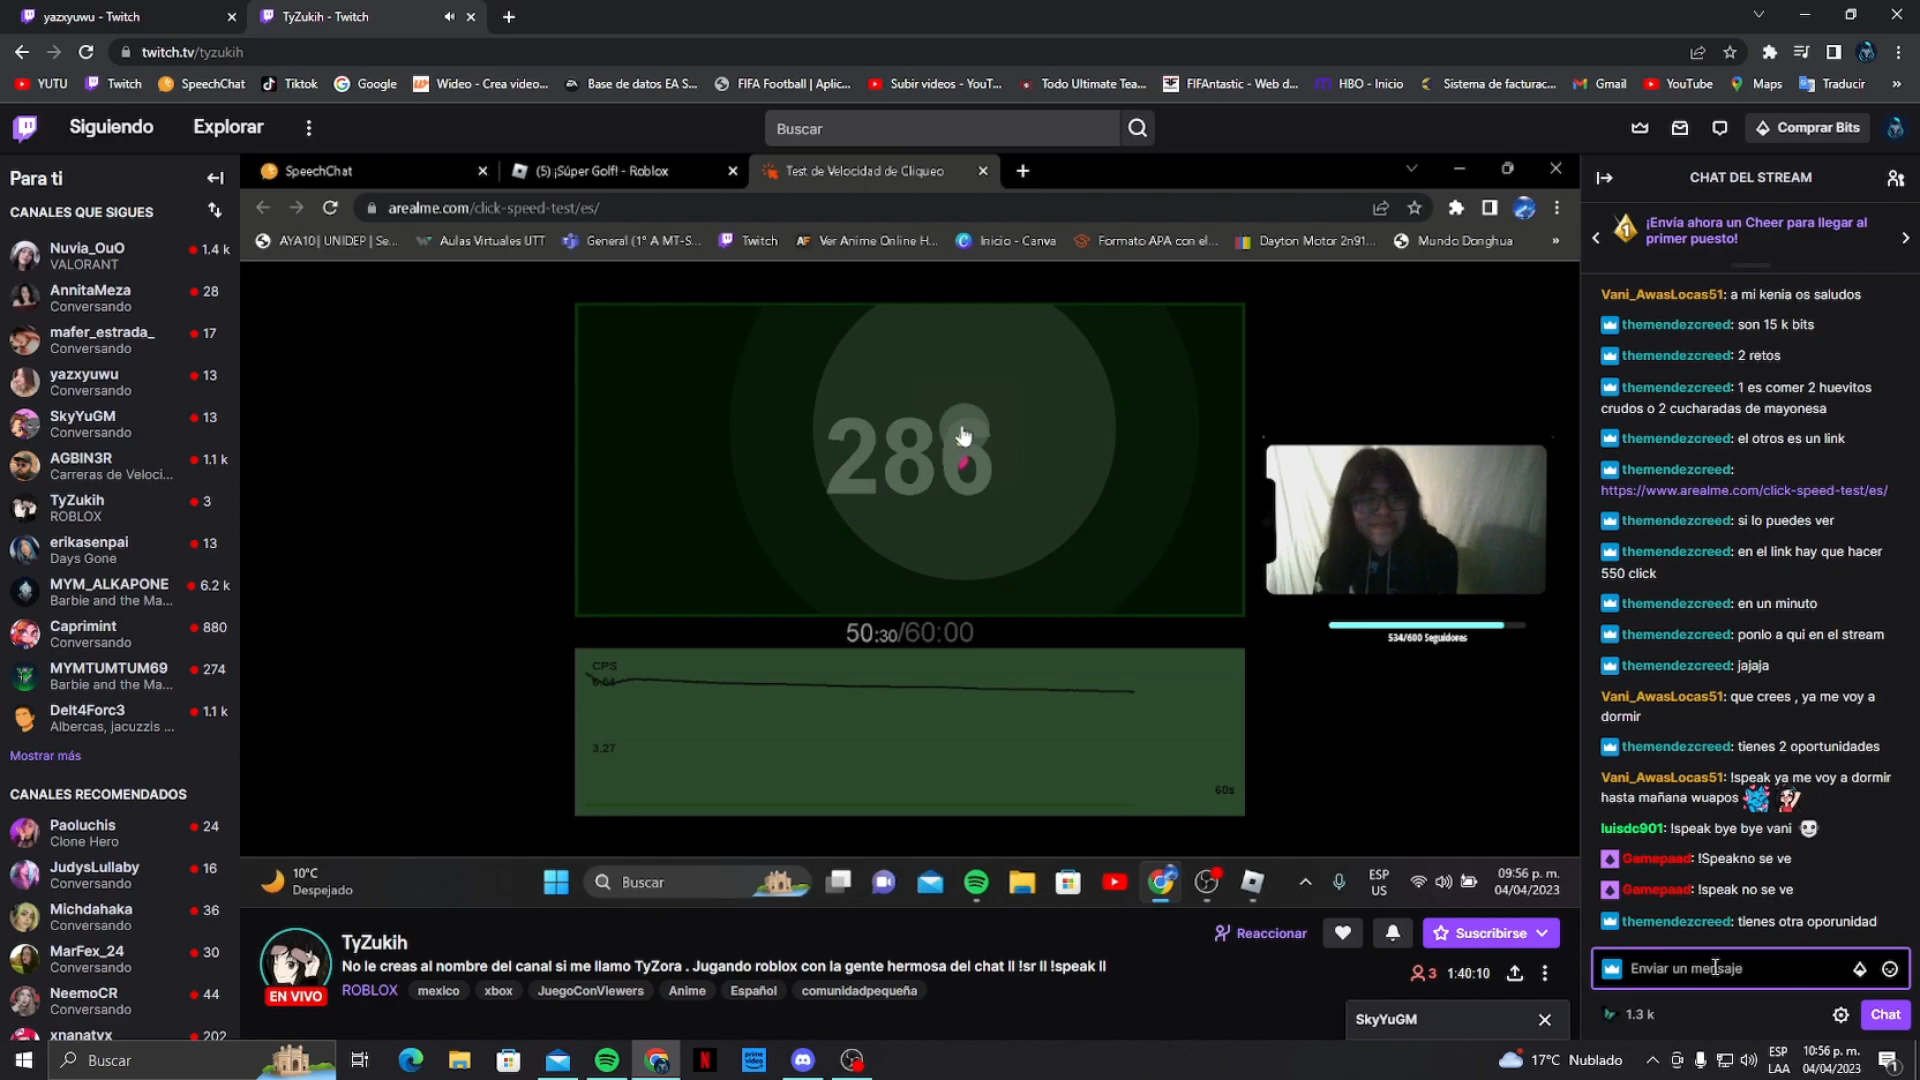 yazxyuwu - Twitch
TyZukih - Twitch
twitch.tv/tyzukih
YUTU
Twitch
SpeechChat
Tiktok
Google
Wideo - Crea video...
Base de datos EA S...
FIFA Football | Aplic...
Subir videos - YouT...
Todo Ultimate Tea...
FIFAntastic - Web d...
HBO - Inicio
Sistema de facturac...
Gmail
YouTube
Maps
Traducir
»
Siguiendo
Explorar
Buscar
Comprar Bits
Para ti
CANALES QUE SIGUES
Nuvia_OuO
1.4 k
VALORANT
AnnitaMeza
28
Conversando
mafer_estrada_
17
Conversando
yazxyuwu
13
Conversando
SkyYuGM
13
Conversando
AGBIN3R
1.1 k
Carreras de Veloci...
TyZukih
3
ROBLOX
erikasenpai
13
Days Gone
MYM_ALKAPONE
6.2 k
Barbie and the Ma...
Caprimint
880
Conversando
MYMTUMTUM69
274
Barbie and the Ma...
Delt4Forc3
1.1 k
Albercas, jacuzzis ...
Mostrar más
CANALES RECOMENDADOS
Paoluchis
24
Clone Hero
JudysLullaby
16
Conversando
Michdahaka
36
Conversando
MarFex_24
30
Conversando
NeemoCR
44
Conversando
xnanatyx
202
SpeechChat
(5) ¡Súper Golf! - Roblox
Test de Velocidad de Cliqueo
arealme.com/click-speed-test/es/
AYA10| UNIDEP | Se...
Aulas Virtuales UTT
General (1° A MT-S...
Twitch
AF
Ver Anime Online H...
Inicio - Canva
Formato APA con el...
Dayton Motor 2n91...
Mundo Donghua
»
286
50:30/60:00
CPS
6.54
3.27
60s
534/600 Seguidores
10°C
Despejado
Buscar
ESP
US
09:56 p. m.
04/04/2023
TyZukih
No le creas al nombre del canal si me llamo TyZora . Jugando roblox con la gente hermosa del chat ll !sr ll !speak ll
EN VIVO
ROBLOX
mexico
xbox
JuegoConViewers
Anime
Español
comunidadpequeña
Reaccionar
Suscribirse
3
1:40:10
SkyYuGM
CHAT DEL STREAM
1
¡Envía ahora un Cheer para llegar al
primer puesto!
Vani_AwasLocas51: a mi kenia os saludos
themendezcreed: son 15 k bits
themendezcreed: 2 retos
themendezcreed: 1 es comer 2 huevitos
crudos o 2 cucharadas de mayonesa
themendezcreed: el otros es un link
themendezcreed:
https://www.arealme.com/click-speed-test/es/
themendezcreed: si lo puedes ver
themendezcreed: en el link hay que hacer
550 click
themendezcreed: en un minuto
themendezcreed: ponlo a qui en el stream
themendezcreed: jajaja
Vani_AwasLocas51: que crees , ya me voy a
dormir
themendezcreed: tienes 2 oportunidades
Vani_AwasLocas51: !speak ya me voy a dormir
hasta mañana wuapos
luisdc901: !speak bye bye vani
Gamepaad: !Speakno se ve
Gamepaad: !speak no se ve
themendezcreed: tienes otra oporunidad
Enviar un mensaje
1.3 k
Chat
Buscar
17°C Nublado
ESP
LAA
10:56 p. m.
04/04/2023
1